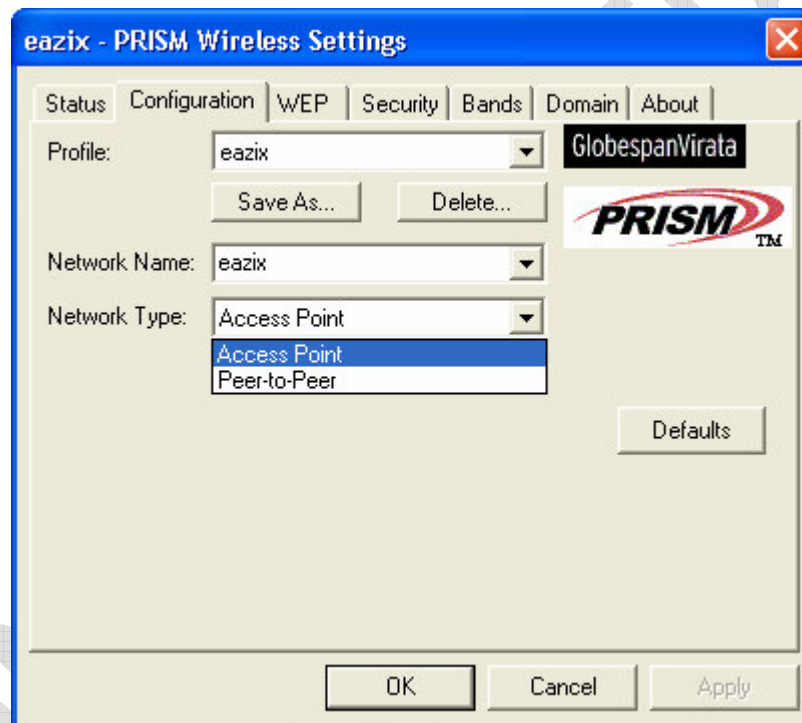 eazix - PRISM Wireless Settings
Status Configuration WEP Security Bands Domain About
Profile: eazix
GlobespanVirata
Save As... Delete...
PRISM TM
Network Name: eazix
Network Type: Access Point
Access Point
Peer-to-Peer
Defaults
OK Cancel Apply